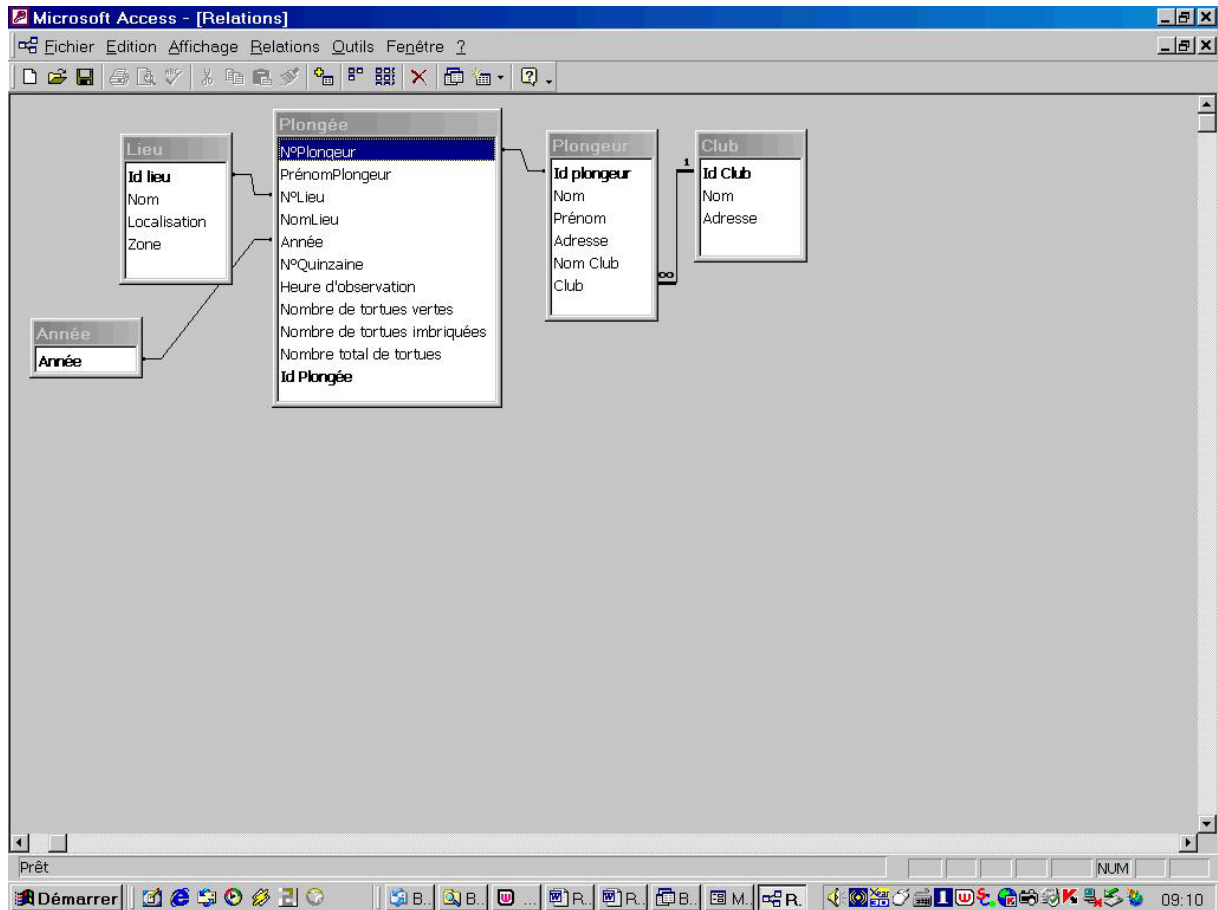 Microsoft Access - [Relations]
Fichier Edition Affichage Relations Outils Fenêtre ?
Lieu
Id lieu
Nom
Localisation
Zone
Année
Année
Plongée
NºPlongeur
PrénomPlongeur
NºLieu
NomLieu
Année
NºQuinzaine
Heure d'observation
Nombre de tortues vertes
Nombre de tortues imbriquées
Nombre total de tortues
Id Plongée
Plongeur
Id plongeur
Nom
Prénom
Adresse
Nom Club
Club
1
∞
Club
Id Club
Nom
Adresse
Prêt
NUM
Démarrer B.. B.. ... R.. R.. B.. M.. R. 09:10